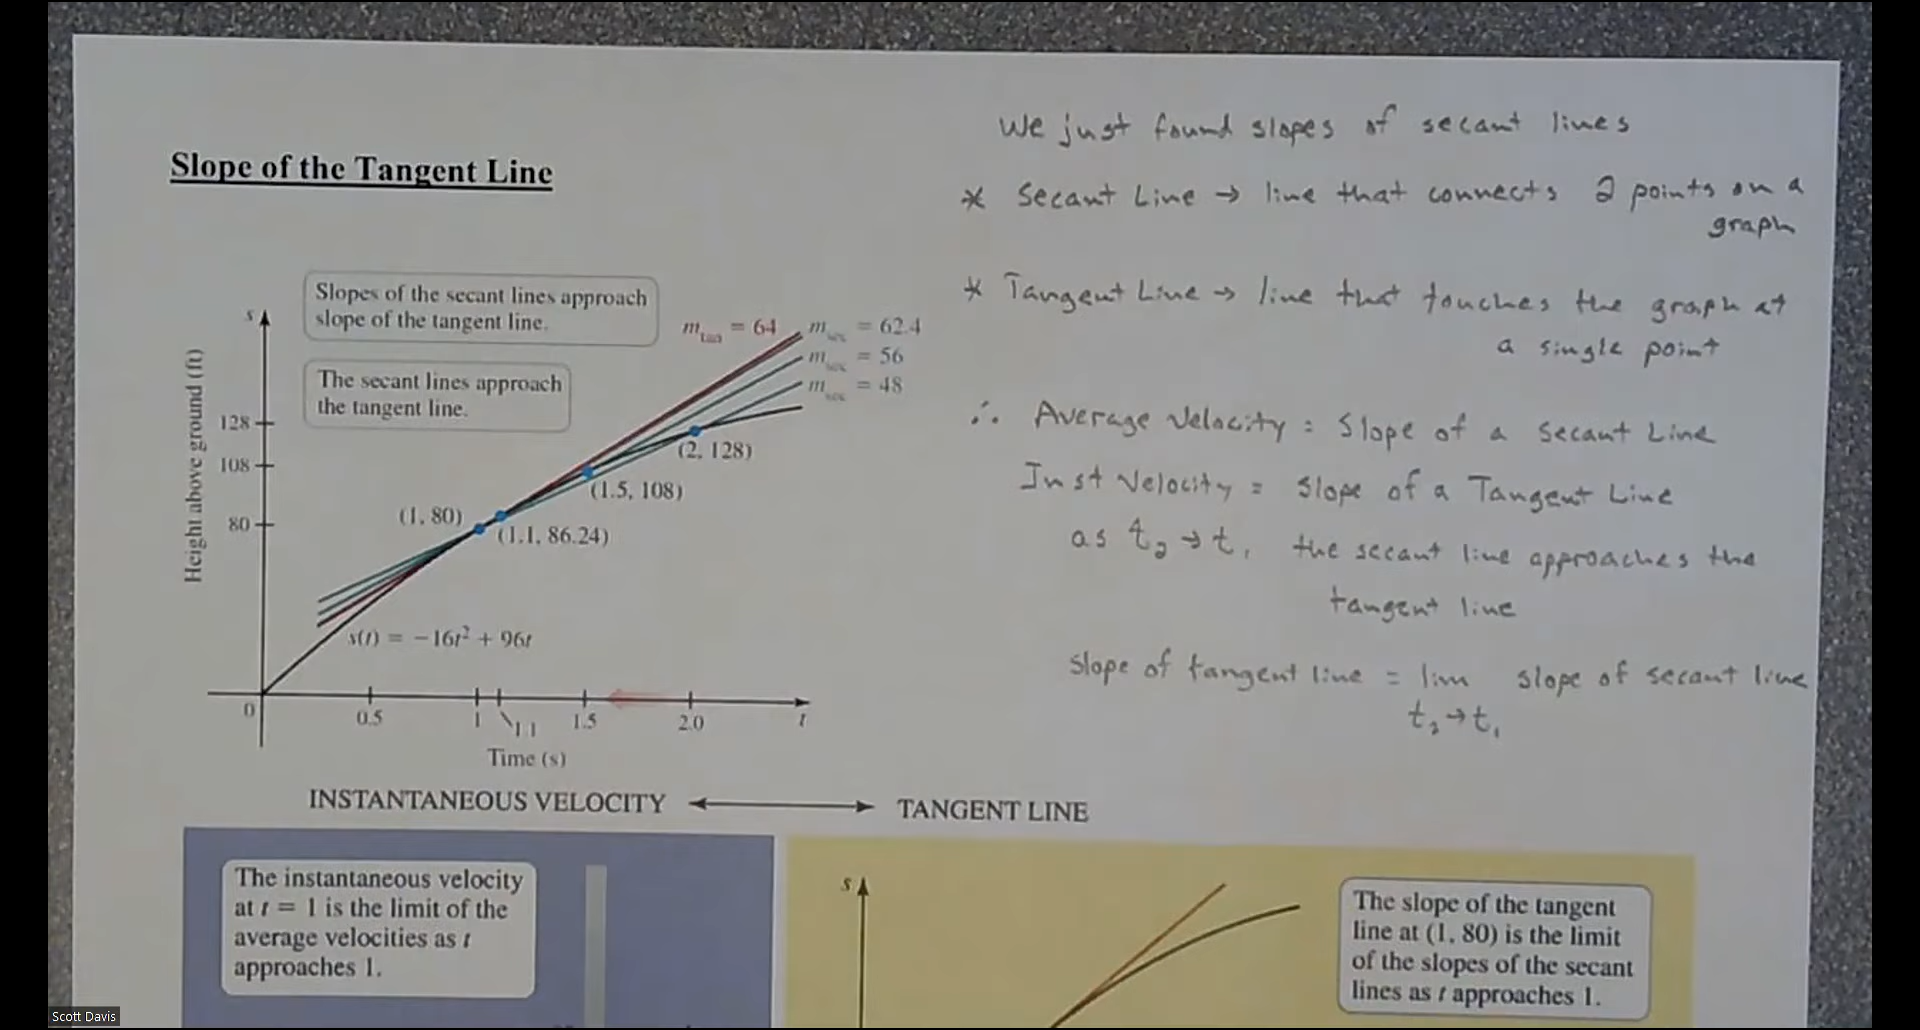 Slope of the Tangent Line
We just found slopes of secant lines
* Secant Line → line that connects 2 points on a
graph
* Tangent Line → line that touches the graph at
a single point
∴ Average Velocity = Slope of a Secant Line
Inst Velocity = Slope of a Tangent Line
as t₂ → t₁ the secant line approaches the
tangent line
Slope of tangent line = lim slope of secant line
t₂ → t₁
Slopes of the secant lines approach
slope of the tangent line.
The secant lines approach
the tangent line.
s
m_tan = 64
m_sec = 62.4
m_sec = 56
m_sec = 48
Height above ground (ft)
128
108
80
(2, 128)
(1.5, 108)
(1, 80)
(1.1, 86.24)
s(t) = −16t² + 96t
0
0.5
1
1.1
1.5
2.0
t
Time (s)
INSTANTANEOUS VELOCITY ↔ TANGENT LINE
The instantaneous velocity
at t = 1 is the limit of the
average velocities as t
approaches 1.
s
The slope of the tangent
line at (1, 80) is the limit
of the slopes of the secant
lines as t approaches 1.
Scott Davis